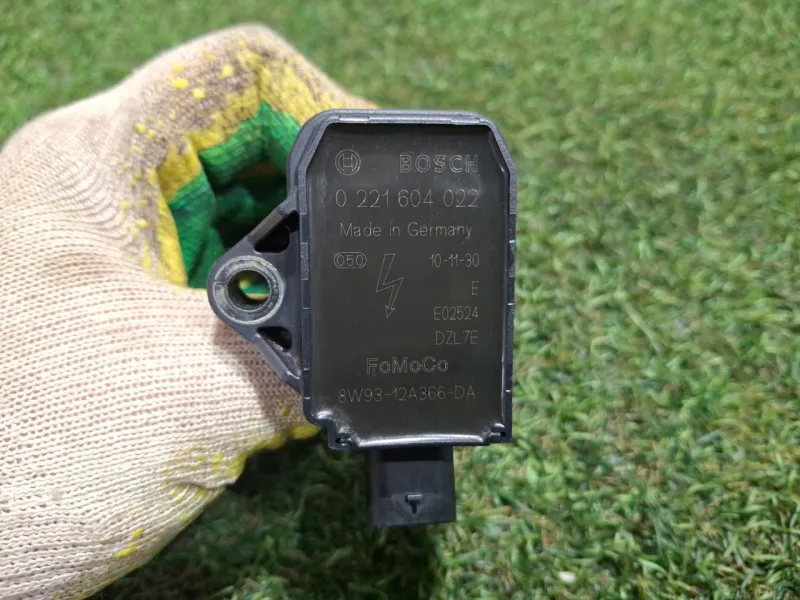 BOSCH
0 221 604 022
Made in Germany
050 10-11-30
E
E02524
DZL7E
FoMoCo
8W93-12A366-DA